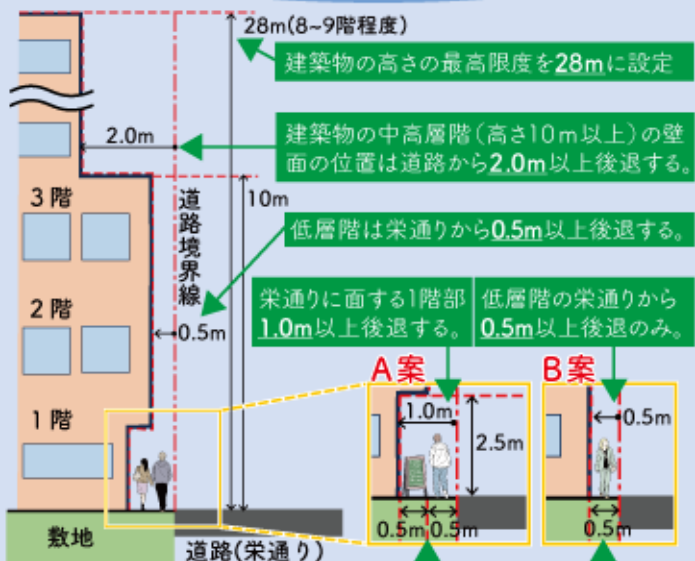 28m(8~9階程度)
建築物の高さの最高限度を28mに設定
2.0m
建築物の中高層階(高さ10m以上)の壁
面の位置は道路から2.0m以上後退する。
3階
道路境界線
10m
低層階は栄通りから0.5m以上後退する。
2階
0.5m
栄通りに面する1階部
1.0m以上後退する。
低層階の栄通りから
0.5m以上後退のみ。
A案
B案
1階
1.0m
2.5m
0.5m
0.5m
0.5m
0.5m
敷地
道路(栄通り)